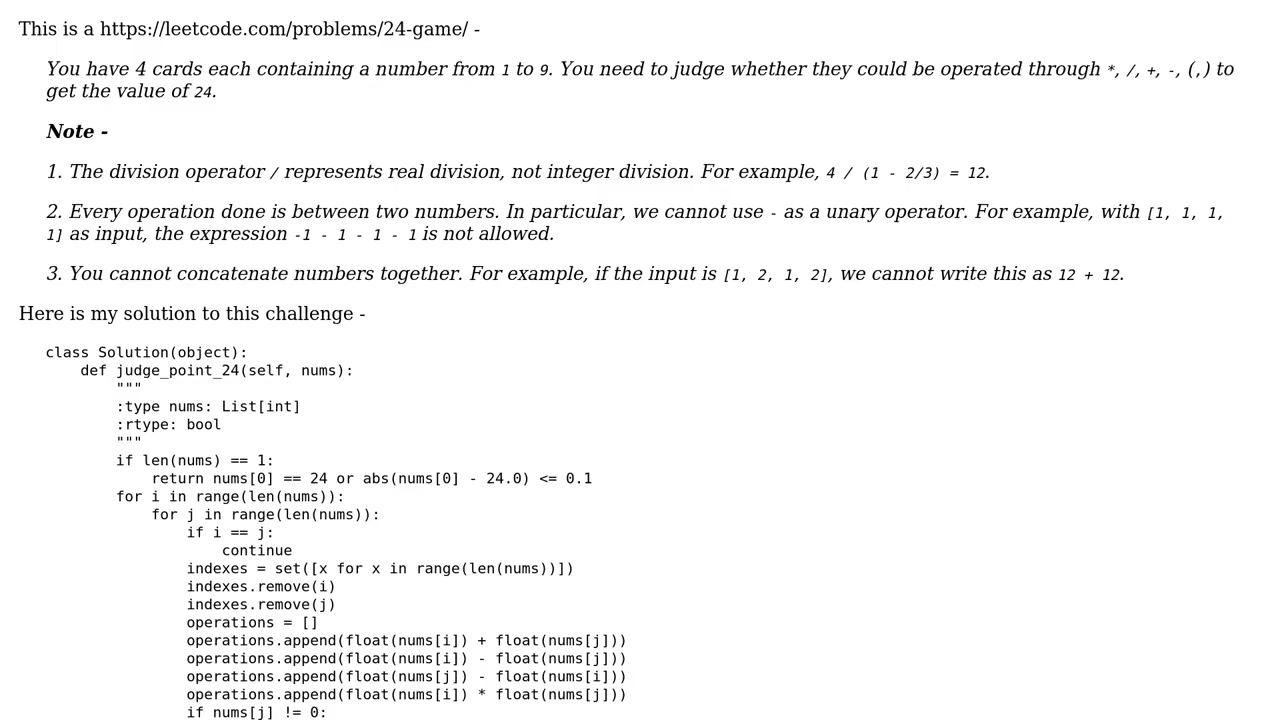 This is a https://leetcode.com/problems/24-game/ -
You have 4 cards each containing a number from 1 to 9. You need to judge whether they could be operated through *, /, +, -, (,) to
get the value of 24.
Note -
1. The division operator / represents real division, not integer division. For example, 4 / (1 - 2/3) = 12.
2. Every operation done is between two numbers. In particular, we cannot use - as a unary operator. For example, with [1, 1, 1,
1] as input, the expression -1 - 1 - 1 - 1 is not allowed.
3. You cannot concatenate numbers together. For example, if the input is [1, 2, 1, 2], we cannot write this as 12 + 12.
Here is my solution to this challenge -
class Solution(object):
    def judge_point_24(self, nums):
        """
        :type nums: List[int]
        :rtype: bool
        """
        if len(nums) == 1:
            return nums[0] == 24 or abs(nums[0] - 24.0) <= 0.1
        for i in range(len(nums)):
            for j in range(len(nums)):
                if i == j:
                    continue
                indexes = set([x for x in range(len(nums))])
                indexes.remove(i)
                indexes.remove(j)
                operations = []
                operations.append(float(nums[i]) + float(nums[j]))
                operations.append(float(nums[i]) - float(nums[j]))
                operations.append(float(nums[j]) - float(nums[i]))
                operations.append(float(nums[i]) * float(nums[j]))
                if nums[j] != 0: